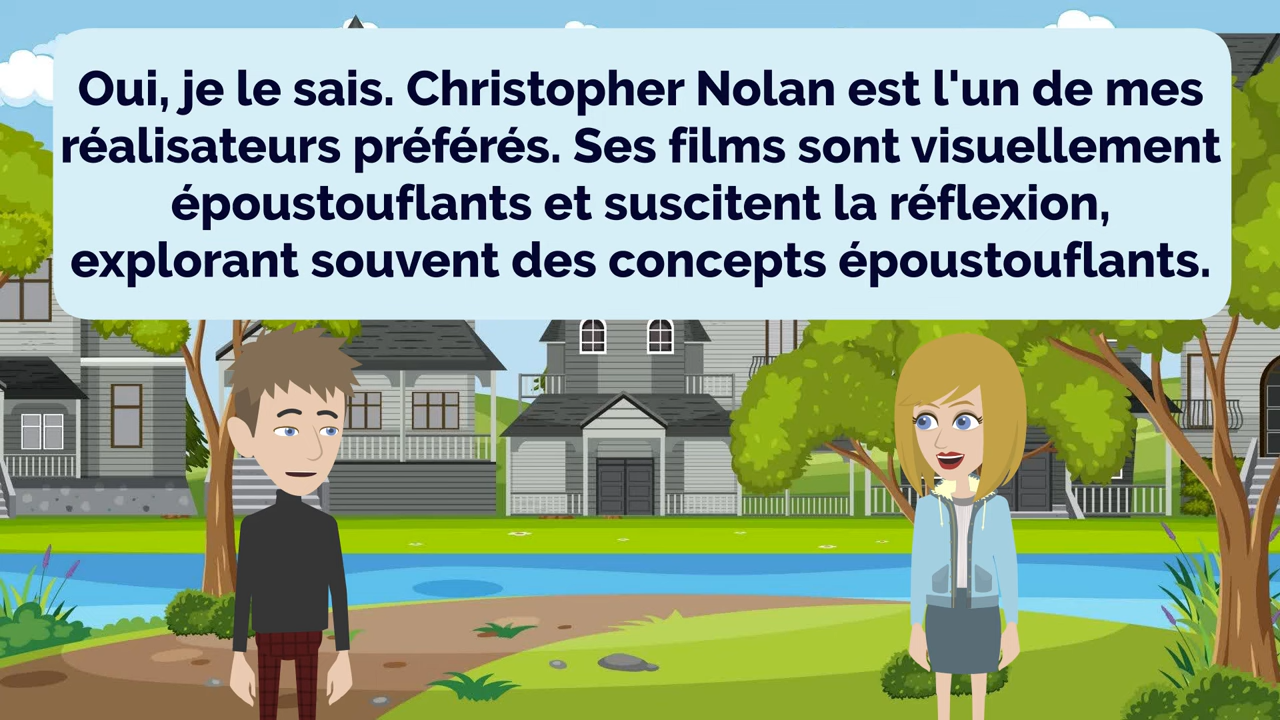 Oui, je le sais. Christopher Nolan est l'un de mes
réalisateurs préférés. Ses films sont visuellement
époustouflants et suscitent la réflexion,
explorant souvent des concepts époustouflants.